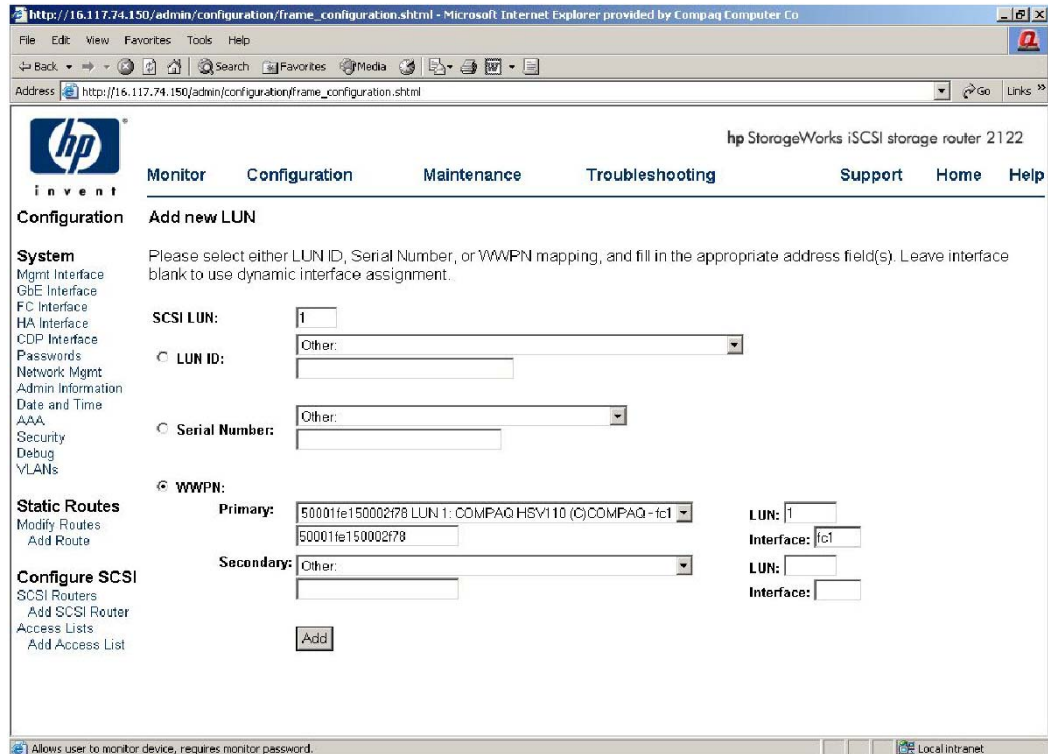 http://16.117.74.150/admin/configuration/frame_configuration.shtml - Microsoft Internet Explorer provided by Compaq Computer Co
File Edit View Favorites Tools Help
Back Search Favorites Media
Address http://16.117.74.150/admin/configuration/frame_configuration.shtml Go Links »
hp
invent
hp StorageWorks iSCSI storage router 2122
Monitor Configuration Maintenance Troubleshooting Support Home Help
Configuration
System
Mgmt Interface
GbE Interface
FC Interface
HA Interface
CDP Interface
Passwords
Network Mgmt
Admin Information
Date and Time
AAA
Security
Debug
VLANs
Static Routes
Modify Routes
Add Route
Configure SCSI
SCSI Routers
Add SCSI Router
Access Lists
Add Access List
Add new LUN
Please select either LUN ID, Serial Number, or WWPN mapping, and fill in the appropriate address field(s). Leave interface
blank to use dynamic interface assignment.
SCSI LUN: 1
LUN ID: Other:
Serial Number: Other:
WWPN:
Primary: 50001fe150002f78 LUN 1: COMPAQ HSV110 (C)COMPAQ - fc1 LUN: 1
50001fe150002f78 Interface: fc1
Secondary: Other: LUN:
Interface:
Add
Allows user to monitor device, requires monitor password. Local intranet